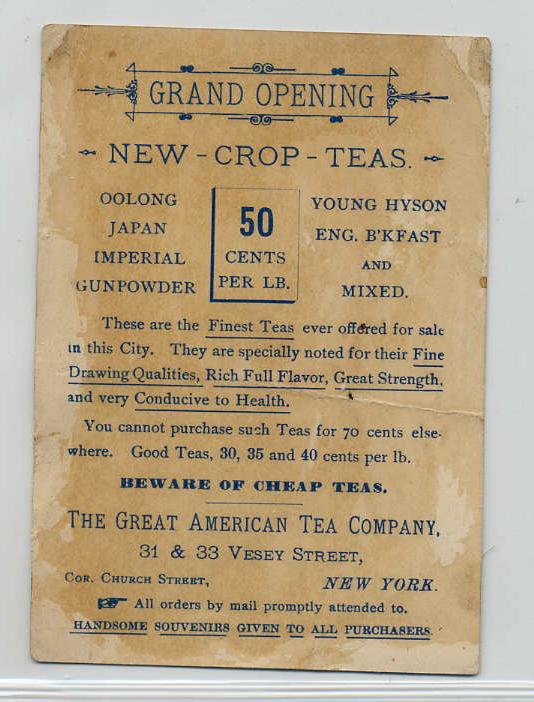 GRAND OPENING
NEW-CROP-TEAS.
OOLONG
JAPAN
IMPERIAL
GUNPOWDER
50
CENTS
PER LB.
YOUNG HYSON
ENG. B'KFAST
AND
MIXED.
These are the Finest Teas ever offered for sale
in this City. They are specially noted for their Fine
Drawing Qualities, Rich Full Flavor, Great Strength,
and very Conducive to Health.
You cannot purchase such Teas for 70 cents else-
where. Good Teas, 30, 35 and 40 cents per lb.
BEWARE OF CHEAP TEAS.
THE GREAT AMERICAN TEA COMPANY,
31 & 33 VESEY STREET,
COR. CHURCH STREET, NEW YORK.
☞ All orders by mail promptly attended to.
HANDSOME SOUVENIRS GIVEN TO ALL PURCHASERS.